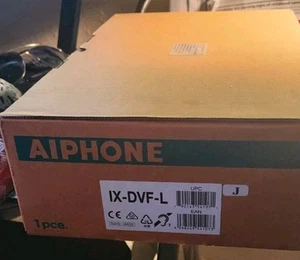 AIPHONE
IX-DVF-L
UPC
J
EAN
1pce.